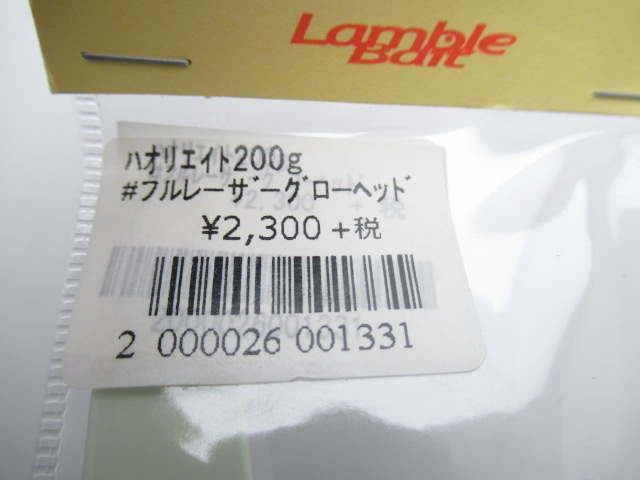 Lamble
Bait
ﾊオリエイト200g
#フルレーザーグローヘッド
¥2,300+税
2 000026 001331